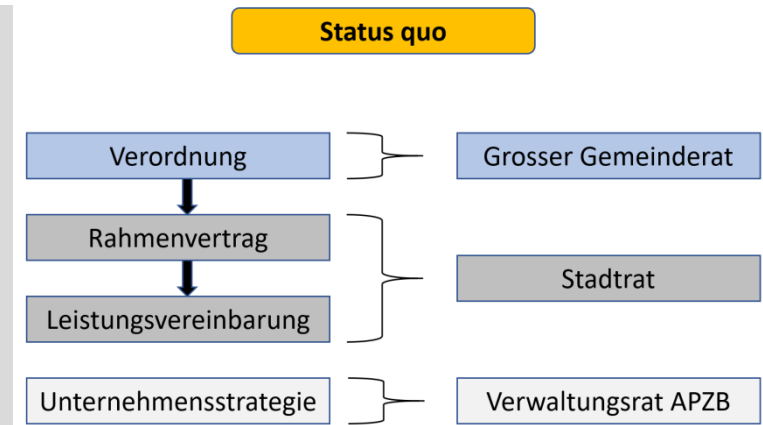 Status quo
Verordnung
Grosser Gemeinderat
Rahmenvertrag
Stadtrat
Leistungsvereinbarung
Unternehmensstrategie
Verwaltungsrat APZB